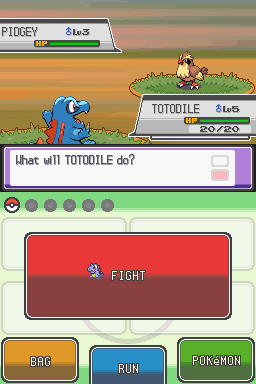 PIDGEY ♂Lv3
HP
TOTODILE ♂Lv5
HP
20/20
What will TOTODILE do?
FIGHT
BAG
RUN
POKéMON